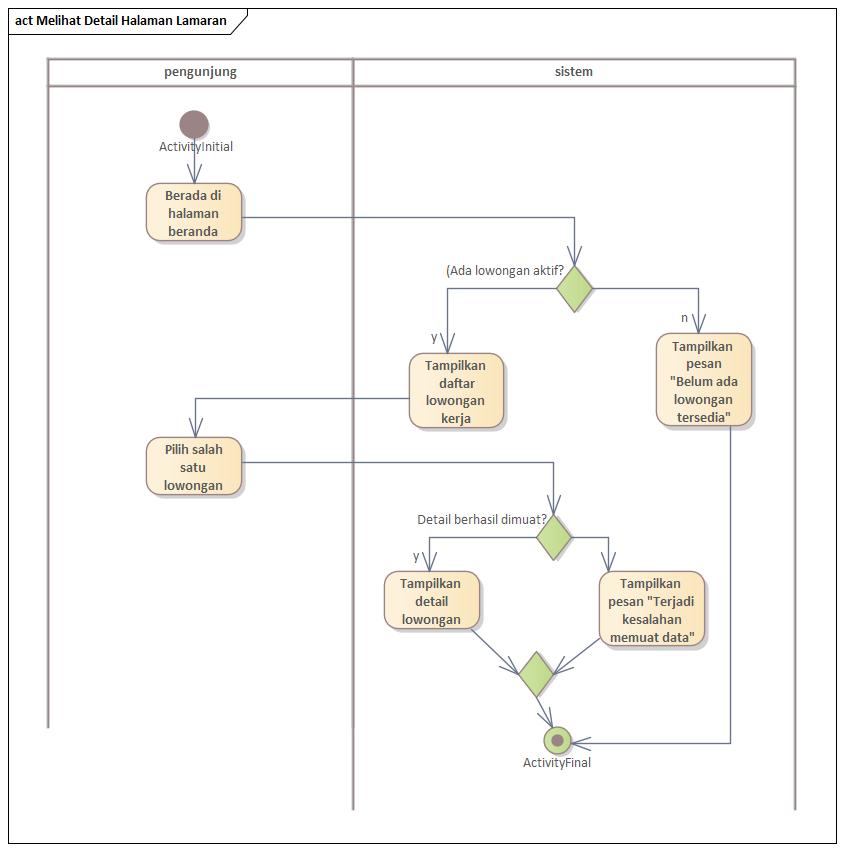 act Melihat Detail Halaman Lamaran
pengunjung
sistem
ActivityInitial
Berada di
halaman
beranda
(Ada lowongan aktif?
y
n
Tampilkan
daftar
lowongan
kerja
Tampilkan
pesan
"Belum ada
lowongan
tersedia"
Pilih salah
satu
lowongan
Detail berhasil dimuat?
y
Tampilkan
detail
lowongan
Tampilkan
pesan "Terjadi
kesalahan
memuat data"
ActivityFinal